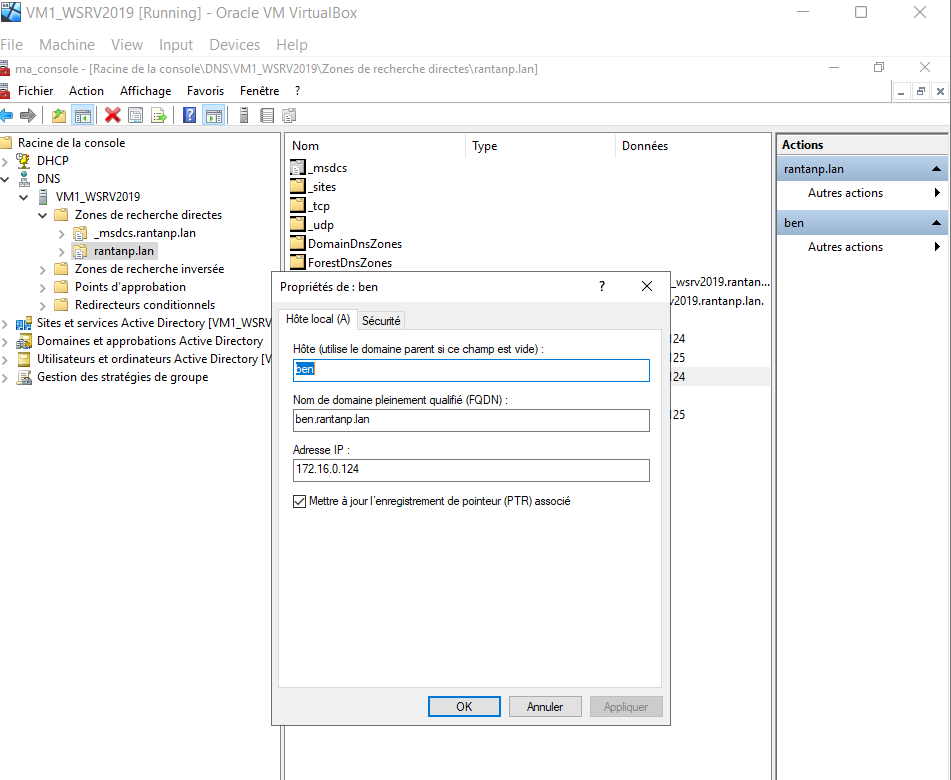 VM1_WSRV2019 [Running] - Oracle VM VirtualBox
File Machine View Input Devices Help
ma_console - [Racine de la console\DNS\VM1_WSRV2019\Zones de recherche directes\rantanp.lan]
Fichier Action Affichage Favoris Fenêtre ?
Racine de la console
DHCP
DNS
VM1_WSRV2019
Zones de recherche directes
_msdcs.rantanp.lan
rantanp.lan
Zones de recherche inversée
Points d'approbation
Redirecteurs conditionnels
Sites et services Active Directory [VM1_WSRV
Domaines et approbations Active Directory
Utilisateurs et ordinateurs Active Directory [V
Gestion des stratégies de groupe
Nom Type Données
_msdcs
_sites
_tcp
_udp
DomainDnsZones
ForestDnsZones
_wsrv2019.rantan...
v2019.rantanp.lan.
124
125
124
125
Propriétés de : ben
?
Hôte local (A) Sécurité
Hôte (utilise le domaine parent si ce champ est vide) :
ben
Nom de domaine pleinement qualifié (FQDN) :
ben.rantanp.lan
Adresse IP :
172.16.0.124
Mettre à jour l'enregistrement de pointeur (PTR) associé
OK Annuler Appliquer
Actions
rantanp.lan
Autres actions
ben
Autres actions